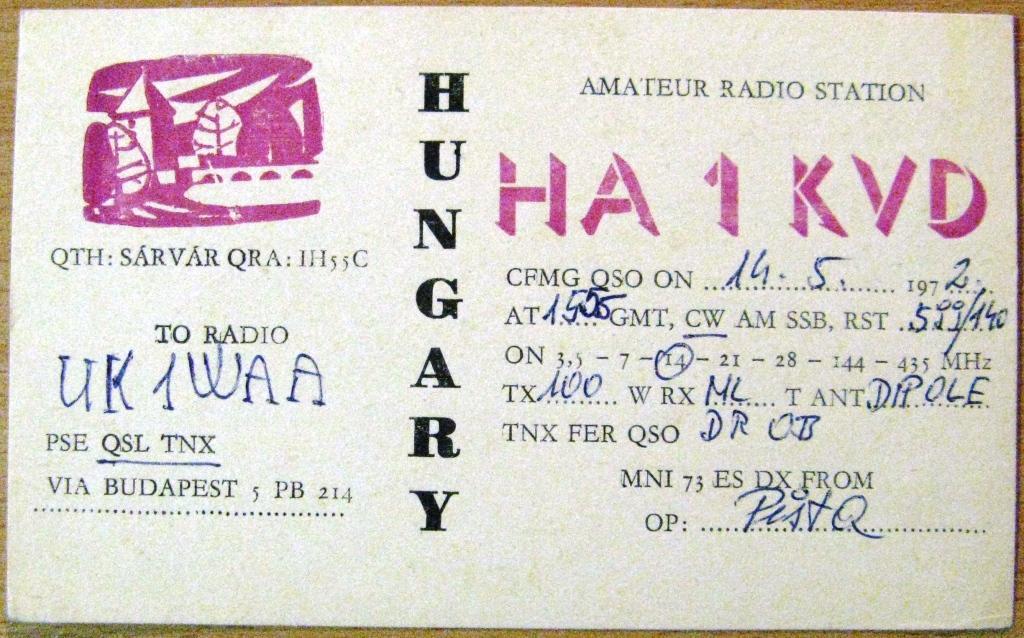 HUNGARY
QTH: SÁRVÁR QRA: IH55C
TO RADIO
UK1WAA
PSE QSL TNX
VIA BUDAPEST 5 PB 214
AMATEUR RADIO STATION
HA 1 KVD
CFMG QSO ON 14. 5. 1972
AT 1555 GMT, CW AM SSB, RST 599/140
ON 3,5 – 7 – 14 – 21 – 28 – 144 – 435 MHz
TX 100 W RX ML T ANT DIPOLE
TNX FER QSO DR OB
MNI 73 ES DX FROM
OP: Pista